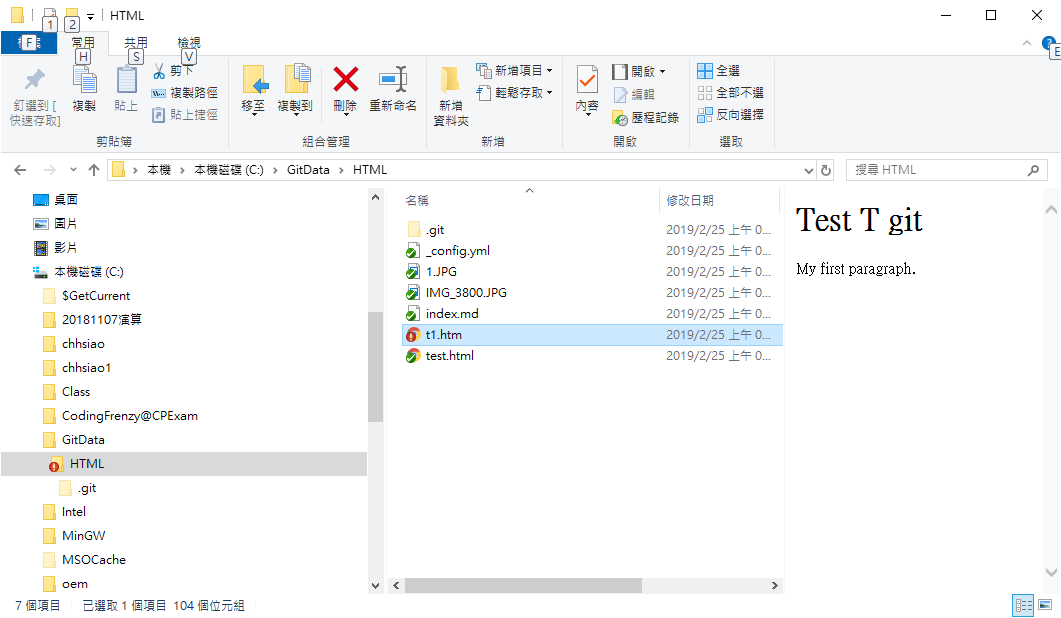 HTML
1 2
F 常用 共用 檢視
H S V E
釘選到 [
快速存取]
複製
貼上
剪下
複製路徑
貼上捷徑
剪貼簿
移至
複製到
刪除
重新命名
組合管理
新增
資料夾
新增項目
輕鬆存取
新增
內容
開啟
編輯
歷程記錄
開啟
全選
全部不選
反向選擇
選取
本機 > 本機磁碟 (C:) > GitData > HTML
搜尋 HTML
桌面
圖片
影片
本機磁碟 (C:)
$GetCurrent
20181107演算
chhsiao
chhsiao1
Class
CodingFrenzy@CPExam
GitData
HTML
.git
Intel
MinGW
MSOCache
oem
名稱 修改日期
.git 2019/2/25 上午 0...
_config.yml 2019/2/25 上午 0...
1.JPG 2019/2/25 上午 0...
IMG_3800.JPG 2019/2/25 上午 0...
index.md 2019/2/25 上午 0...
t1.htm 2019/2/25 上午 0...
test.html 2019/2/25 上午 0...
Test T git
My first paragraph.
7 個項目 已選取 1 個項目 104 個位元組